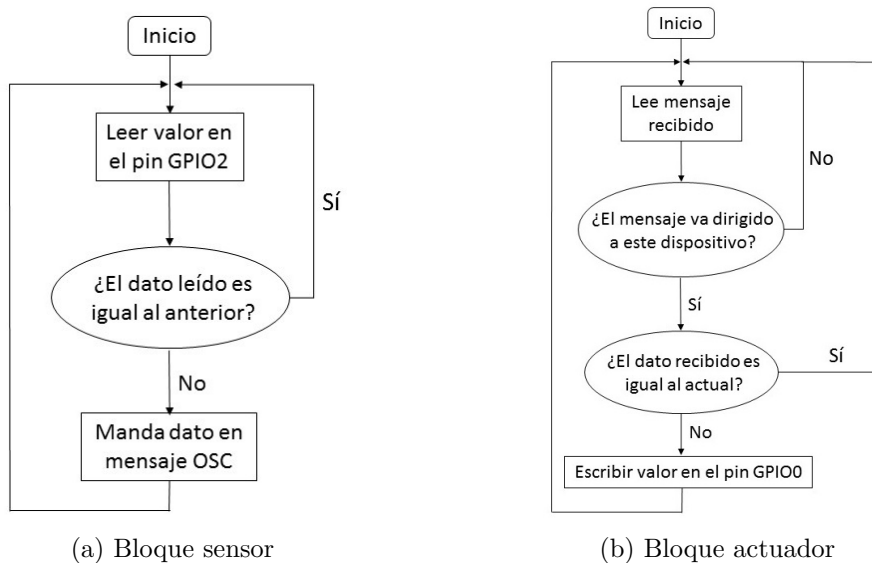 Inicio
Leer valor en
el pin GPIO2
Sí
¿El dato leído es
igual al anterior?
No
Manda dato en
mensaje OSC
(a) Bloque sensor
Inicio
Lee mensaje
recibido
No
¿El mensaje va dirigido
a este dispositivo?
Sí
¿El dato recibido es
igual al actual?
Sí
No
Escribir valor en el pin GPIO0
(b) Bloque actuador